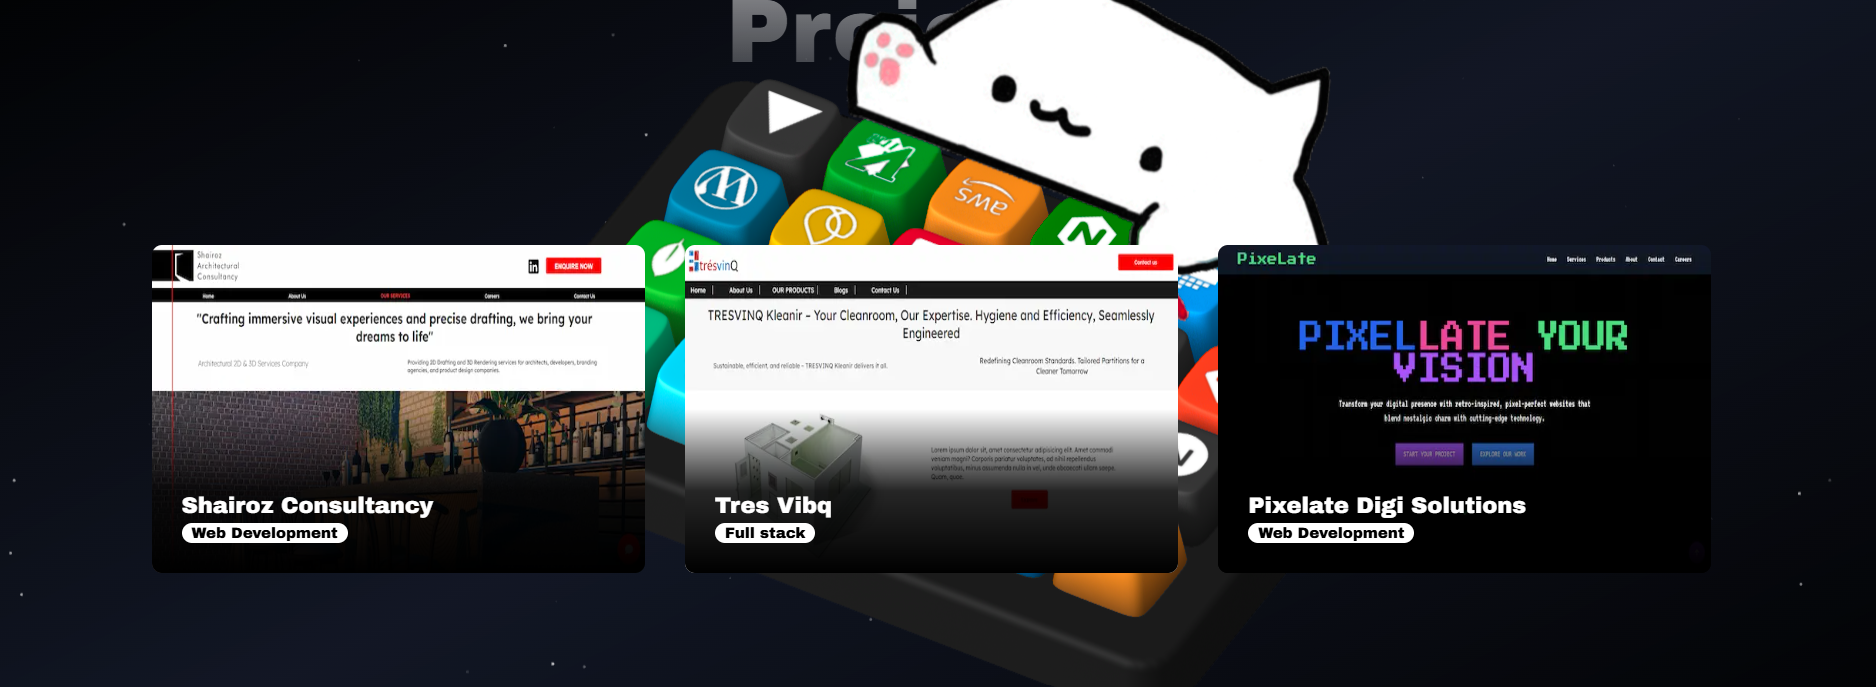 Proj
aws
Shairoz
Architectural
Consultancy
in
ENQUIRE NOW
Home
About Us
OUR SERVICES
Careers
Contact Us
"Crafting immersive visual experiences and precise drafting, we bring your
dreams to life"
Architectural 2D & 3D Services Company
Providing 2D Drafting and 3D Rendering services for architects, developers, branding
agencies, and product design companies.
Shairoz Consultancy
Web Development
trésvinQ
Contact us
Home
About Us
OUR PRODUCTS
Blogs
Contact Us
TRESVINQ Kleanir – Your Cleanroom, Our Expertise. Hygiene and Efficiency, Seamlessly
Engineered
Sustainable, efficient, and reliable – TRESVINQ Kleanir delivers it all.
Redefining Cleanroom Standards. Tailored Partitions for a
Cleaner Tomorrow
Lorem ipsum dolor sit, amet consectetur adipisicing elit. Amet commodi
veniam magni? Corporis pariatur voluptates, ad nihil repellendus
voluptatibus, minus assumenda nulla in vel, unde obcaecati ullam saepe.
Quam, quae.
Tres Vibq
Full stack
PixeLate
Home
Services
Products
About
Contact
Careers
PIXELLATE YOUR
VISION
Transform your digital presence with retro-inspired, pixel-perfect websites that
blend nostalgic charm with cutting-edge technology.
START YOUR PROJECT
EXPLORE OUR WORK
Pixelate Digi Solutions
Web Development